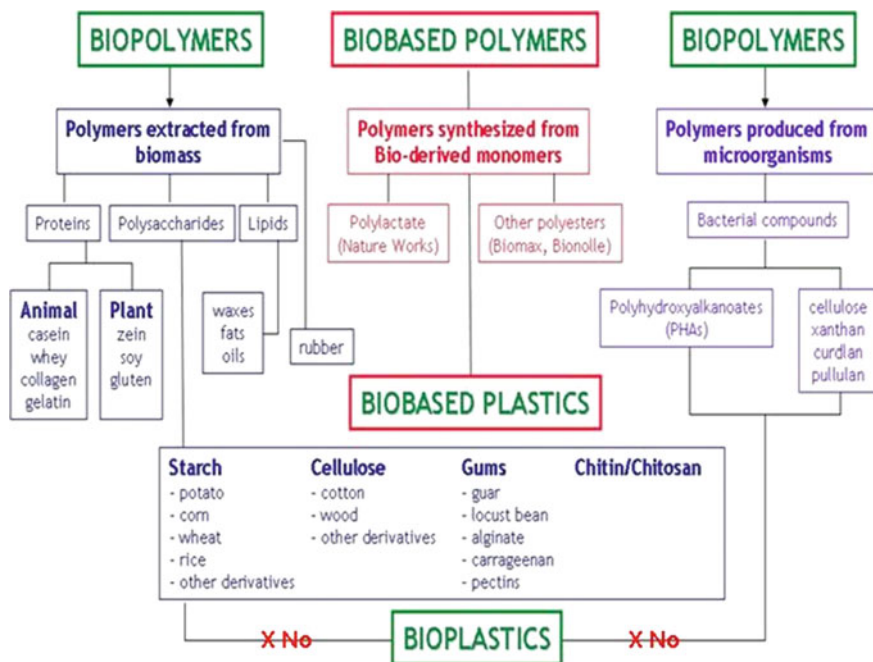 BIOPOLYMERS
BIOBASED POLYMERS
BIOPOLYMERS
Polymers extracted from
biomass
Polymers synthesized from
Bio-derived monomers
Polymers produced from
microorganisms
Proteins
Polysaccharides
Lipids
Polylactate
(Nature Works)
Other polyesters
(Biomax, Bionolle)
Bacterial compounds
Animal
casein
whey
collagen
gelatin
Plant
zein
soy
gluten
waxes
fats
oils
rubber
Polyhydroxyalkanoates
(PHAs)
cellulose
xanthan
curdlan
pullulan
BIOBASED PLASTICS
Starch
- potato
- corn
- wheat
- rice
- other derivatives
Cellulose
- cotton
- wood
- other derivatives
Gums
- guar
- locust bean
- alginate
- carrageenan
- pectins
Chitin/Chitosan
X No
BIOPLASTICS
X No